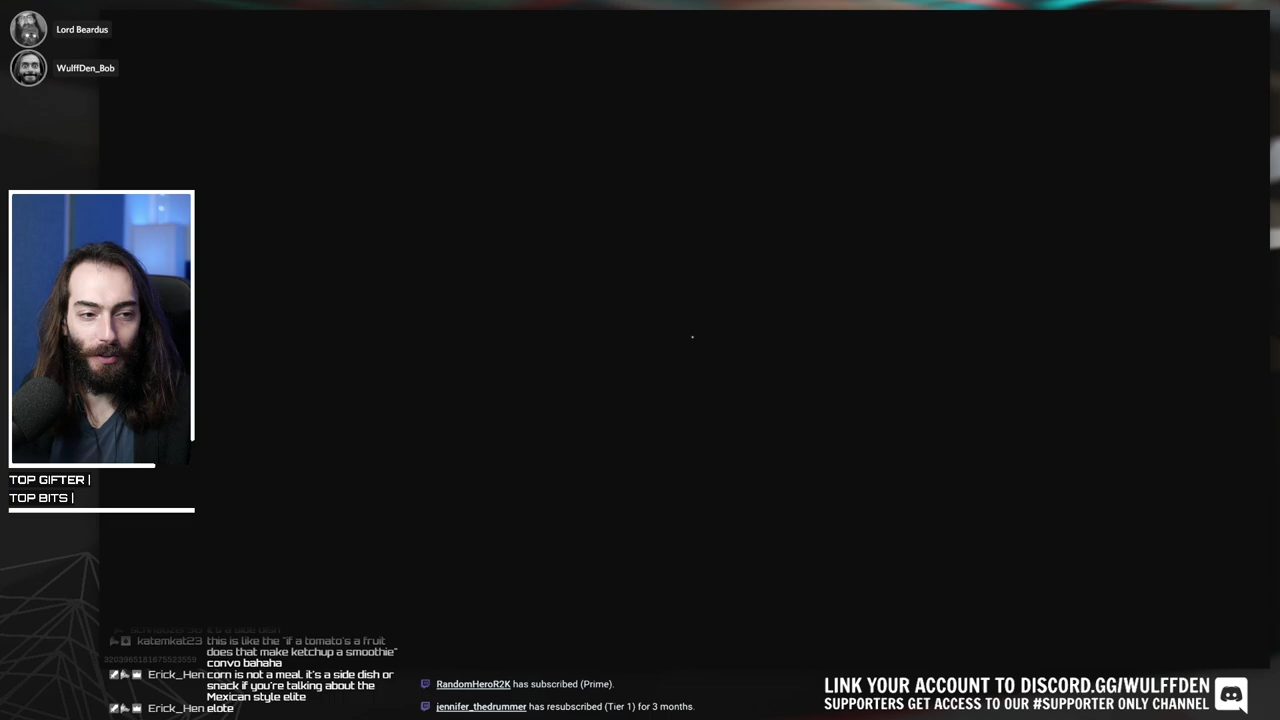 Lord Beardus
WulffDen_Bob
TOP GIFTER |
TOP BITS |
it's a side dish
katemkat23 this is like the "if a tomato's a fruit
does that make ketchup a smoothie"
convo bahaha
Erick_Hen corn is not a meal. it's a side dish or
snack if you're talking about the
Mexican style elite
Erick_Hen elote
RandomHeroR2K has subscribed (Prime).
jennifer_thedrummer has resubscribed (Tier 1) for 3 months.
LINK YOUR ACCOUNT TO DISCORD.GG/WULFFDEN
SUPPORTERS GET ACCESS TO OUR #SUPPORTER ONLY CHANNEL